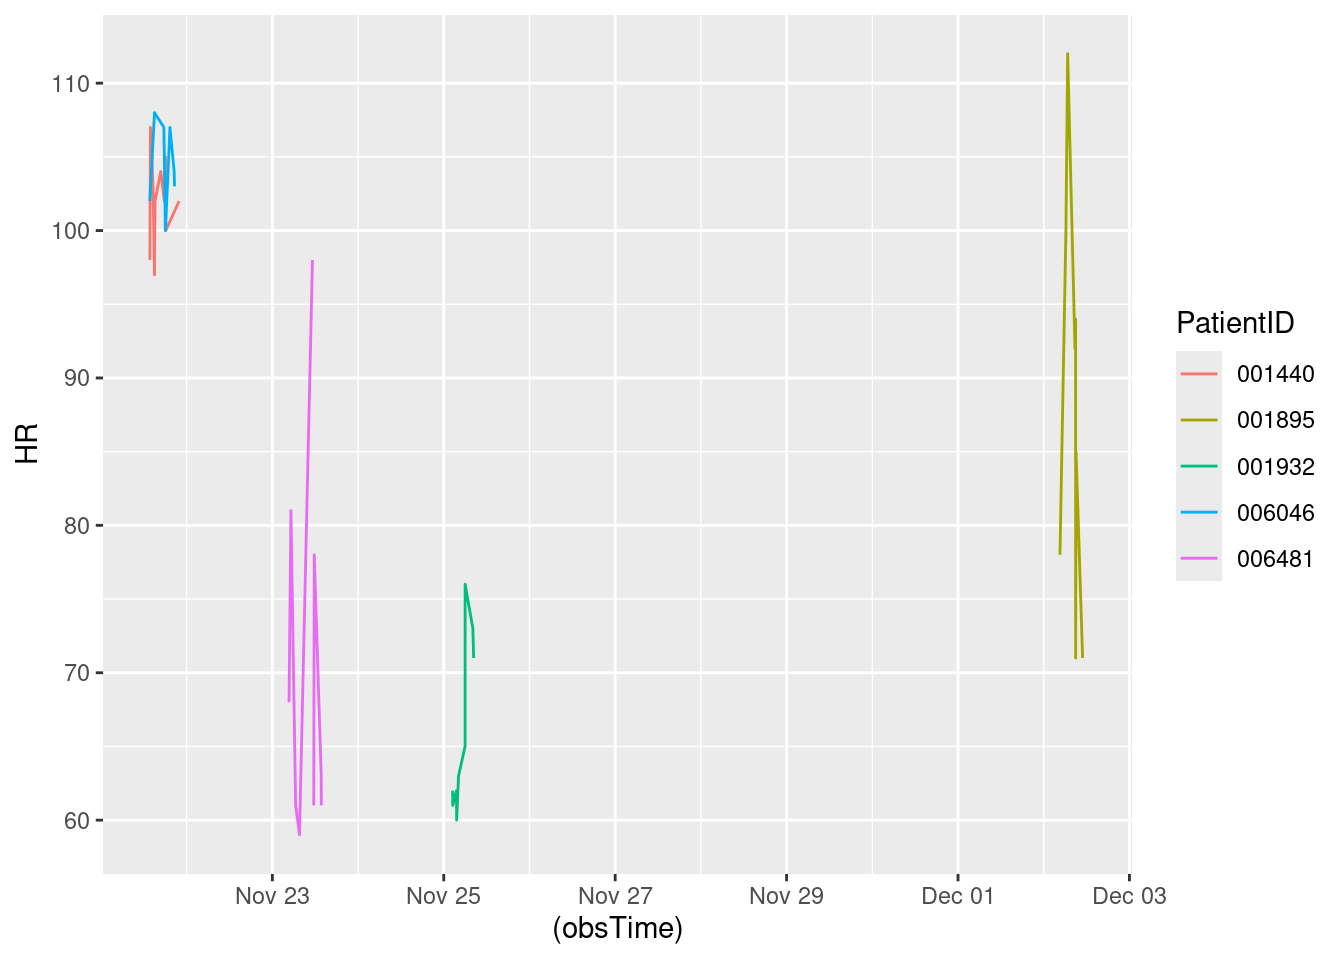 110
100
90
80
70
60
HR
Nov 23
Nov 25
Nov 27
Nov 29
Dec 01
Dec 03
(obsTime)
PatientID
001440
001895
001932
006046
006481